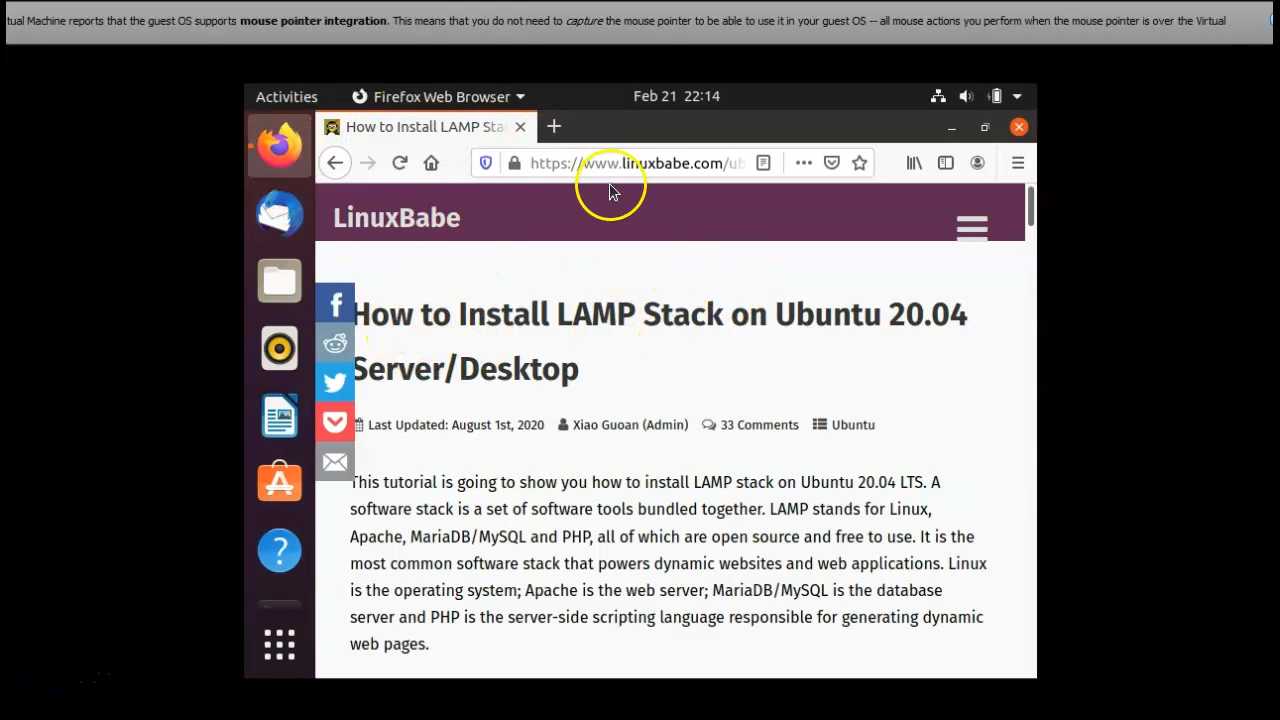 tual Machine reports that the guest OS supports mouse pointer integration. This means that you do not need to capture the mouse pointer to be able to use it in your guest OS -- all mouse actions you perform when the mouse pointer is over the Virtual
Activities Firefox Web Browser Feb 21 22:14
How to Install LAMP Sta
https://www.linuxbabe.com/ub
LinuxBabe
How to Install LAMP Stack on Ubuntu 20.04
Server/Desktop
Last Updated: August 1st, 2020 Xiao Guoan (Admin) 33 Comments Ubuntu
This tutorial is going to show you how to install LAMP stack on Ubuntu 20.04 LTS. A
software stack is a set of software tools bundled together. LAMP stands for Linux,
Apache, MariaDB/MySQL and PHP, all of which are open source and free to use. It is the
most common software stack that powers dynamic websites and web applications. Linux
is the operating system; Apache is the web server; MariaDB/MySQL is the database
server and PHP is the server-side scripting language responsible for generating dynamic
web pages.